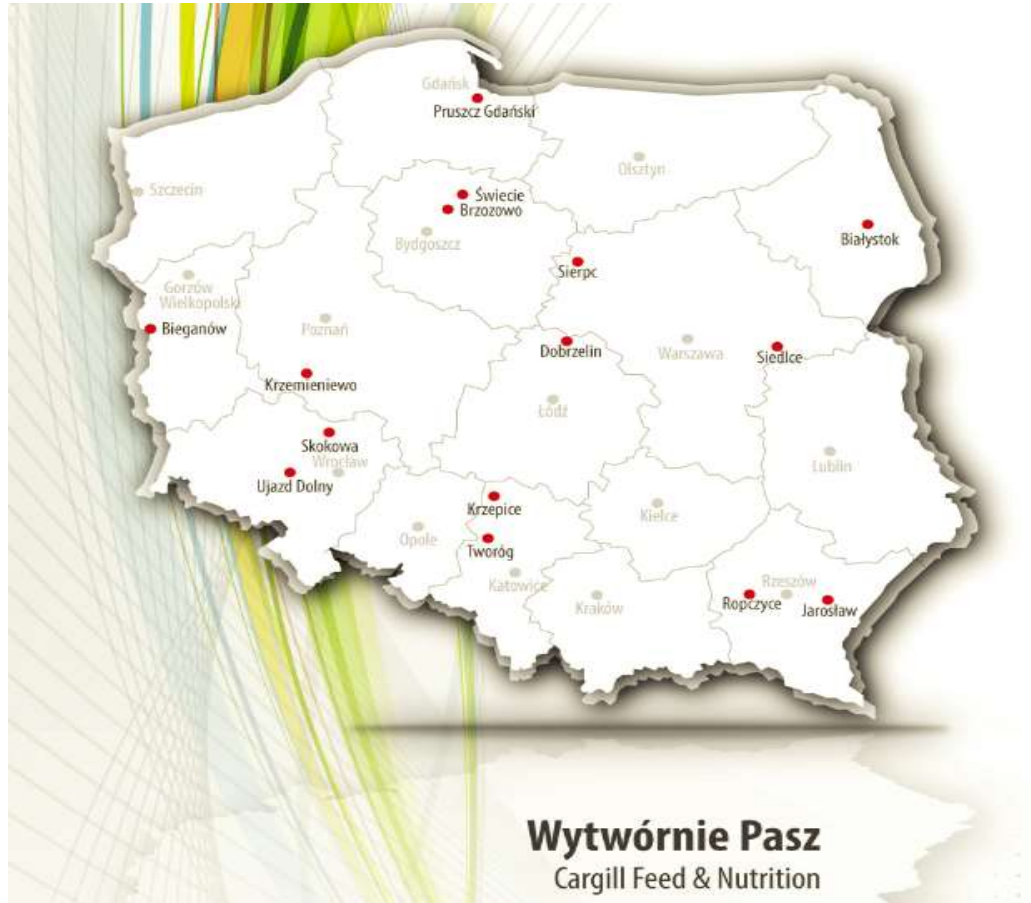 Gdańsk
Pruszcz Gdański
Olsztyn
Szczecin
Świecie
Brzozowo
Bydgoszcz
Białystok
Sierpc
Gorzów
Wielkopolski
Bieganów
Poznań
Dobrzelin
Warszawa
Siedlce
Krzemieniewo
Łódź
Skokowa
Wrocław
Lublin
Ujazd Dolny
Krzepice
Kielce
Opole
Tworóg
Katowice
Kraków
Rzeszów
Ropczyce
Jarosław
Wytwórnie Pasz
Cargill Feed & Nutrition